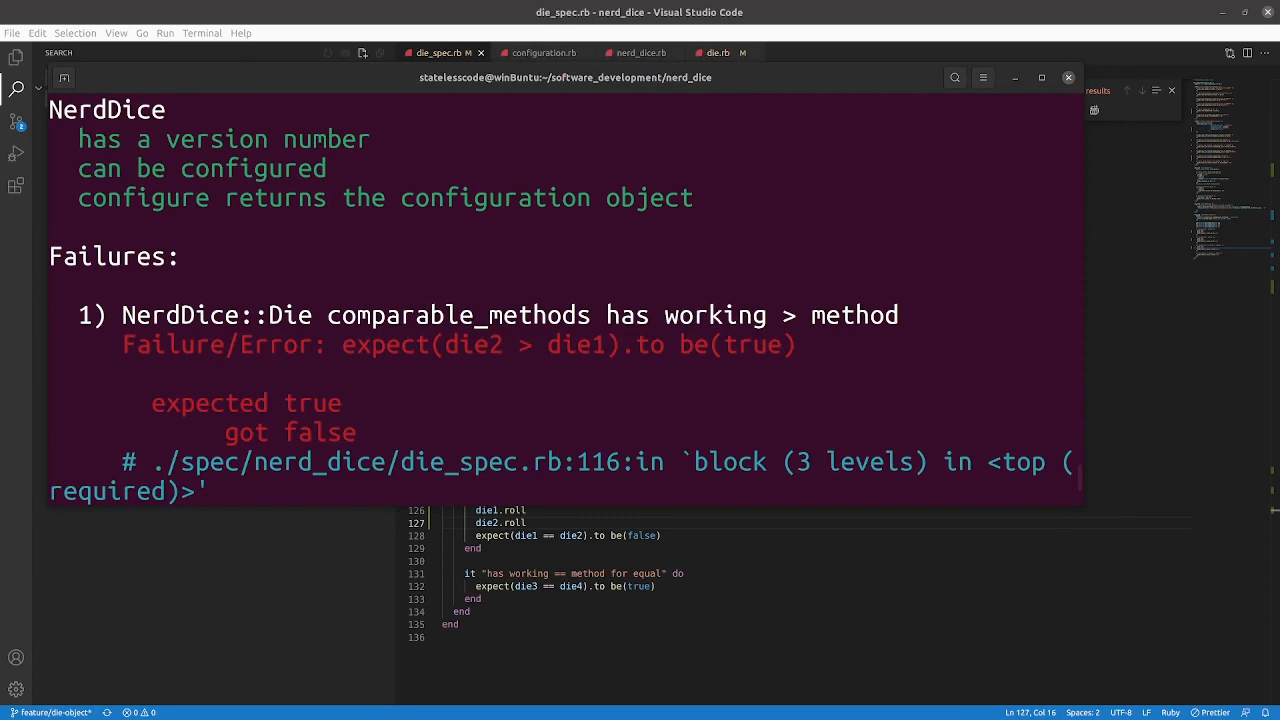 die_spec.rb - nerd_dice - Visual Studio Code
File Edit Selection View Go Run Terminal Help
SEARCH
die_spec.rb M
configuration.rb
nerd_dice.rb
die.rb M
statelesscode@winBuntu:~/software_development/nerd_dice
results
NerdDice
has a version number
can be configured
configure returns the configuration object
Failures:
1) NerdDice::Die comparable_methods has working > method
Failure/Error: expect(die2 > die1).to be(true)
expected true
got false
# ./spec/nerd_dice/die_spec.rb:116:in `block (3 levels) in <top (
required)>'
126 die1.roll
127 die2.roll
128 expect(die1 == die2).to be(false)
129 end
130
131 it "has working == method for equal" do
132 expect(die3 == die4).to be(true)
133 end
134 end
135 end
136
2
feature/die-object* 0 0 Ln 127, Col 16 Spaces: 2 UTF-8 LF Ruby Prettier